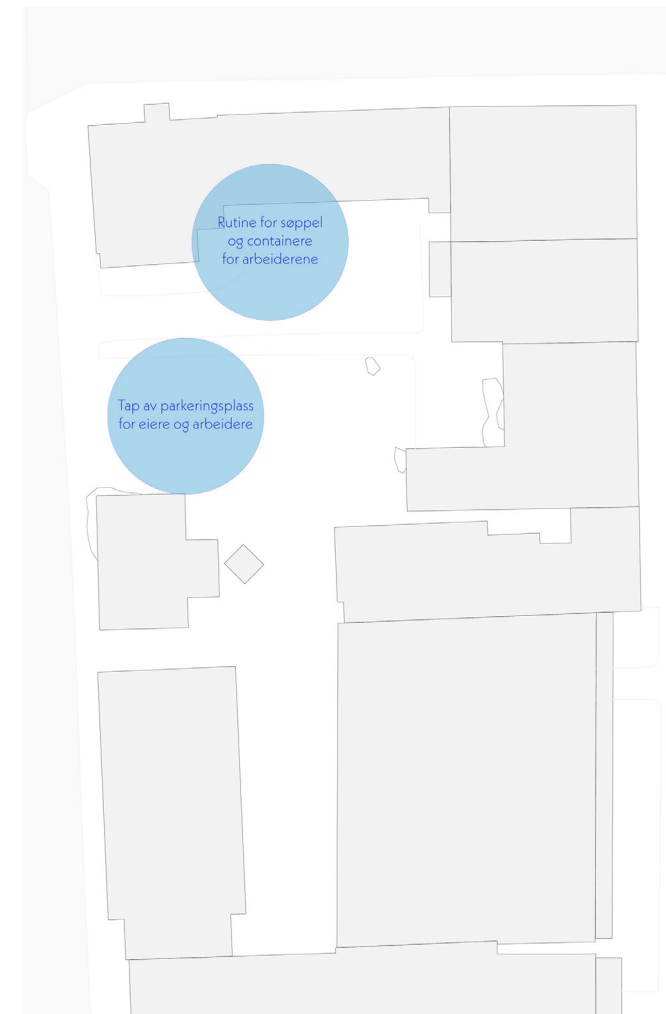 Rutine for søppel
og containere
for arbeiderene
Tap av parkeringsplass
for eiere og arbeidere